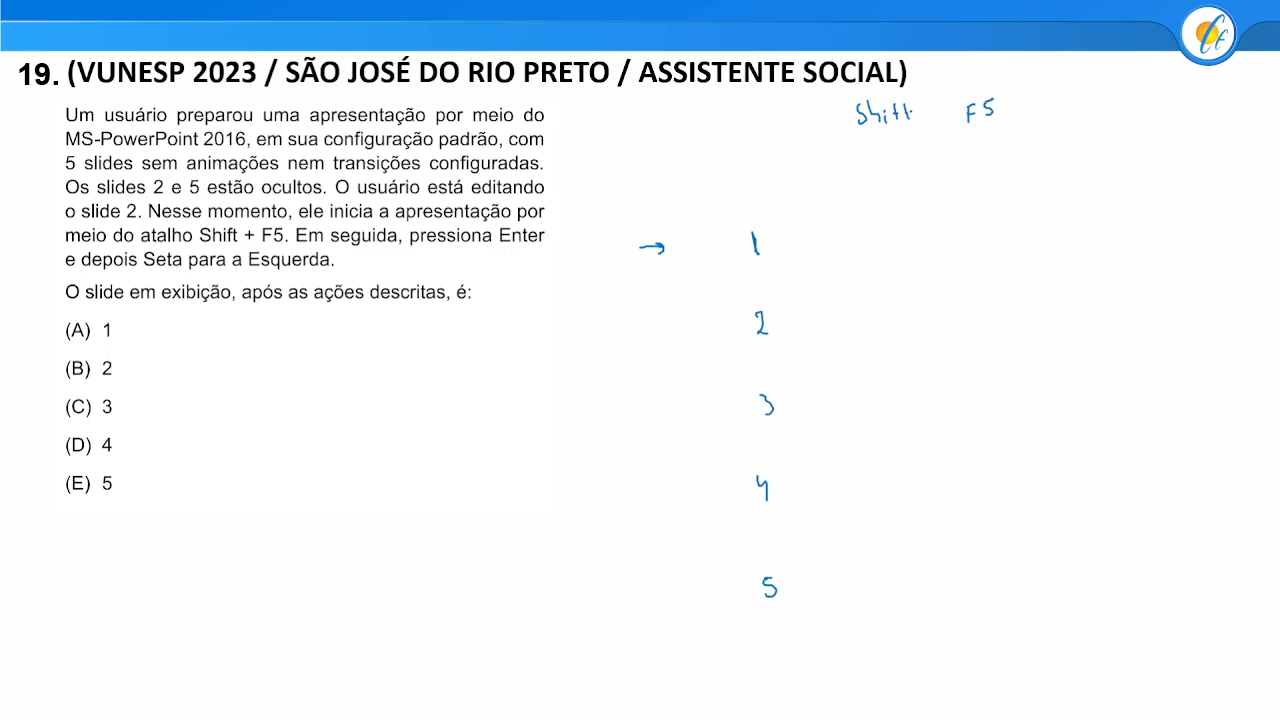 19. (VUNESP 2023 / SÃO JOSÉ DO RIO PRETO / ASSISTENTE SOCIAL)
Um usuário preparou uma apresentação por meio do
MS-PowerPoint 2016, em sua configuração padrão, com
5 slides sem animações nem transições configuradas.
Os slides 2 e 5 estão ocultos. O usuário está editando
o slide 2. Nesse momento, ele inicia a apresentação por
meio do atalho Shift + F5. Em seguida, pressiona Enter
e depois Seta para a Esquerda.
O slide em exibição, após as ações descritas, é:
(A) 1
(B) 2
(C) 3
(D) 4
(E) 5
Shift F5
→ 1
2
3
4
5